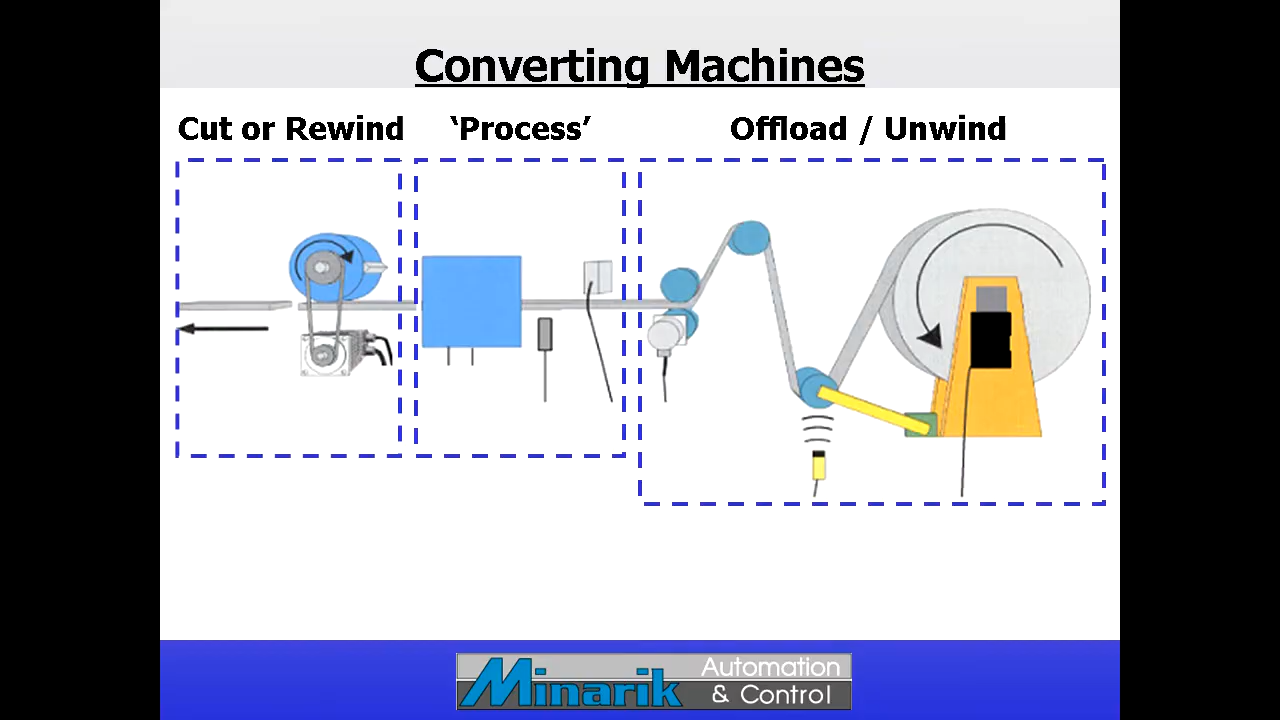 Converting Machines
Cut or Rewind
‘Process’
Offload / Unwind
Minarik
Automation
& Control